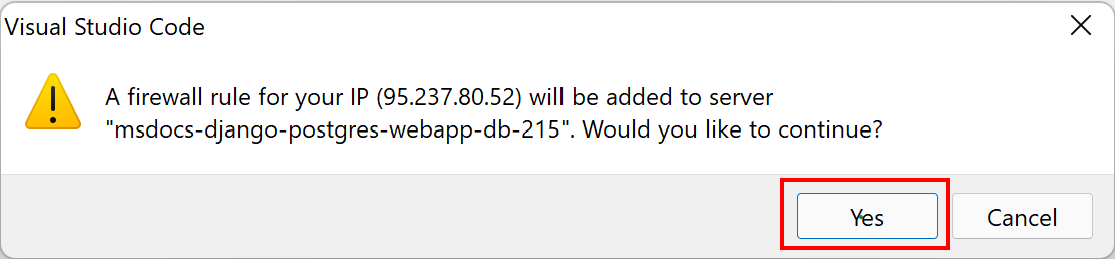 Visual Studio Code
A firewall rule for your IP (95.237.80.52) will be added to server
"msdocs-django-postgres-webapp-db-215". Would you like to continue?
Yes
Cancel